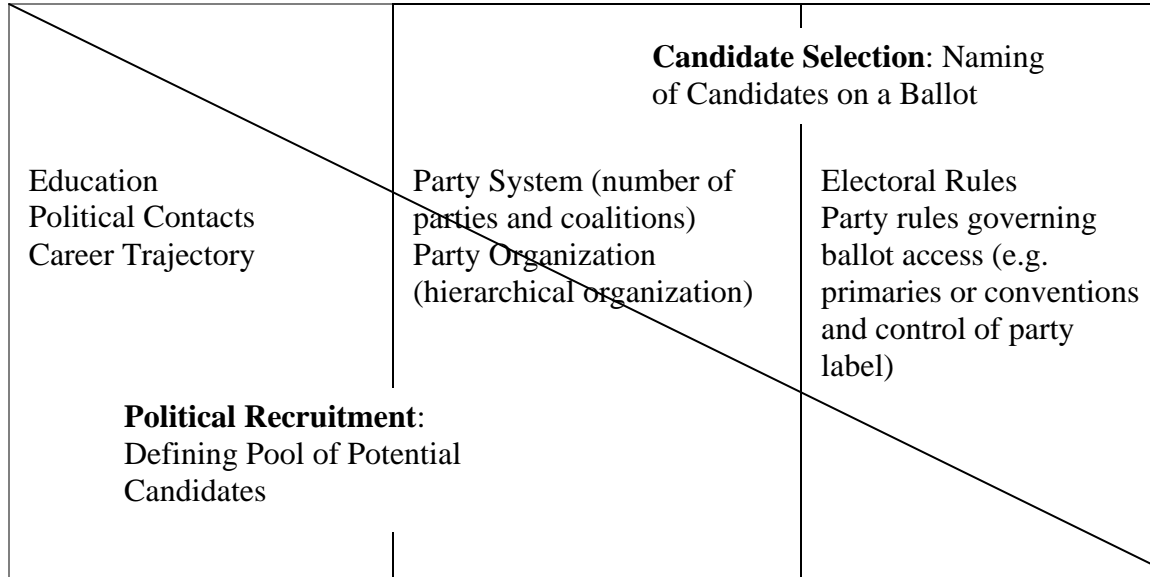 Candidate Selection: Naming
of Candidates on a Ballot
Education
Political Contacts
Career Trajectory
Party System (number of
parties and coalitions)
Party Organization
(hierarchical organization)
Electoral Rules
Party rules governing
ballot access (e.g.
primaries or conventions
and control of party
label)
Political Recruitment:
Defining Pool of Potential
Candidates